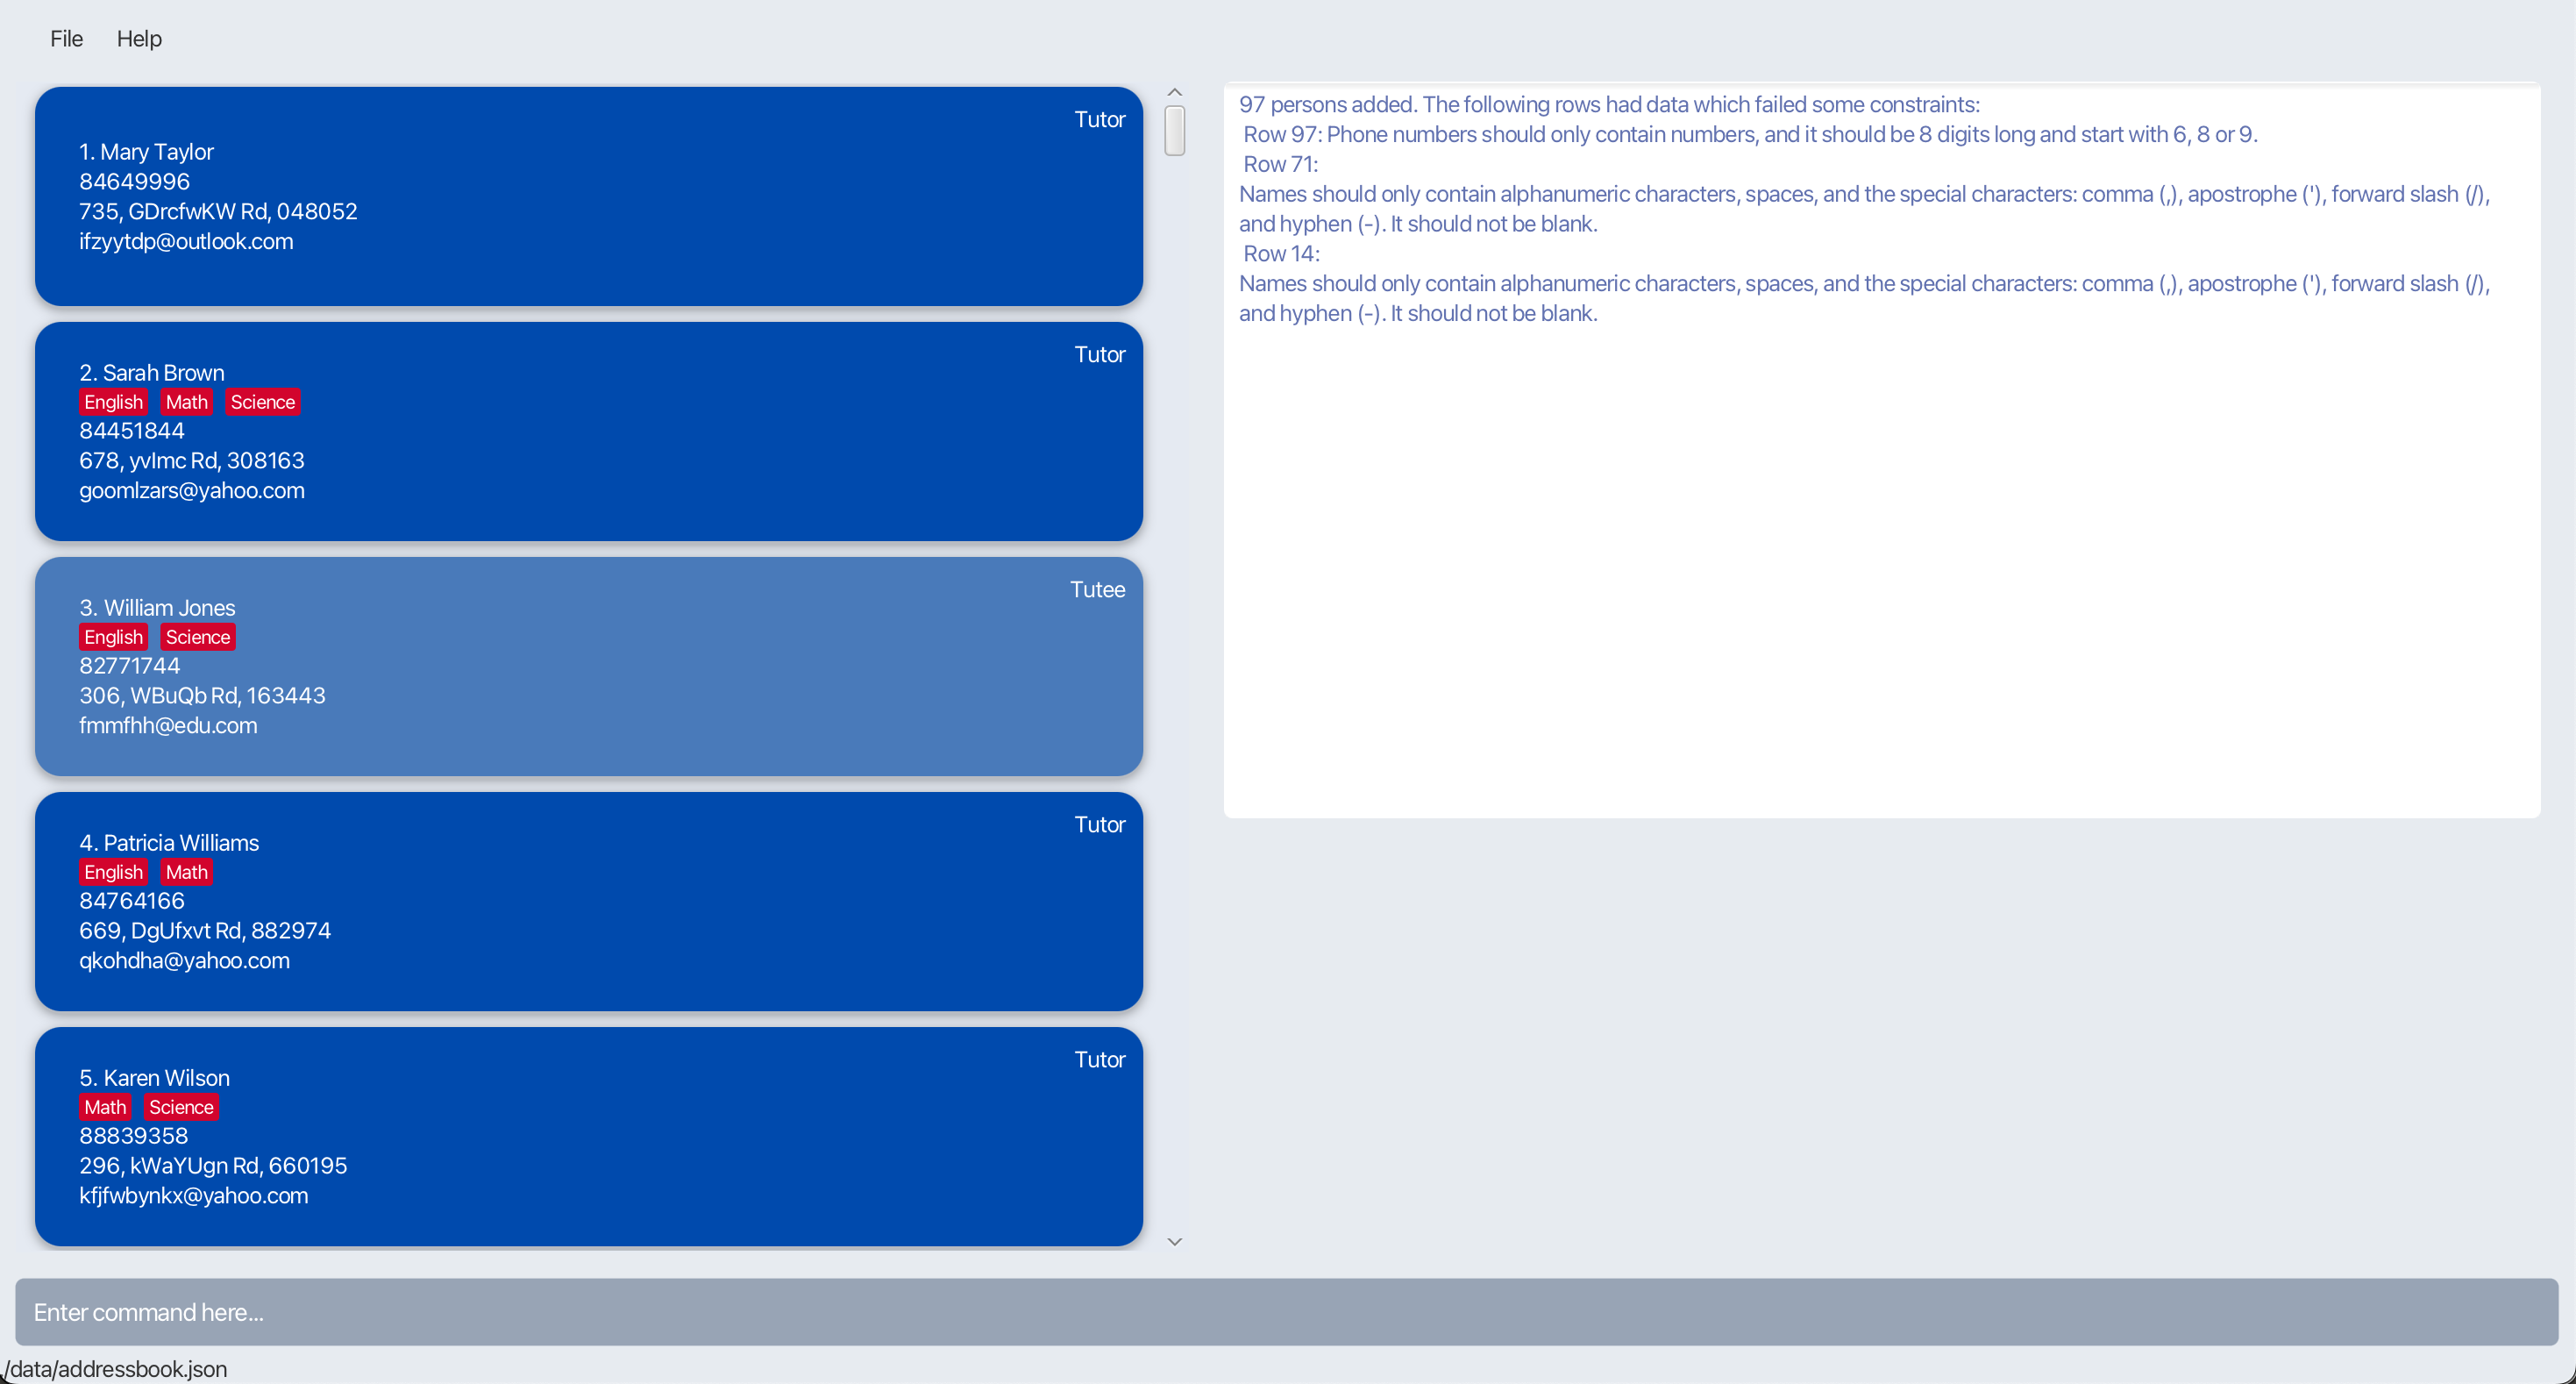 File Help
Tutor
1. Mary Taylor
84649996
735, GDrcfwKW Rd, 048052
ifzyytdp@outlook.com
Tutor
2. Sarah Brown
English Math Science
84451844
678, yvImc Rd, 308163
goomlzars@yahoo.com
Tutee
3. William Jones
English Science
82771744
306, WBuQb Rd, 163443
fmmfhh@edu.com
Tutor
4. Patricia Williams
English Math
84764166
669, DgUfxvt Rd, 882974
qkohdha@yahoo.com
Tutor
5. Karen Wilson
Math Science
88839358
296, kWaYUgn Rd, 660195
kfjfwbynkx@yahoo.com
97 persons added. The following rows had data which failed some constraints:
Row 97: Phone numbers should only contain numbers, and it should be 8 digits long and start with 6, 8 or 9.
Row 71:
Names should only contain alphanumeric characters, spaces, and the special characters: comma (,), apostrophe ('), forward slash (/),
and hyphen (-). It should not be blank.
Row 14:
Names should only contain alphanumeric characters, spaces, and the special characters: comma (,), apostrophe ('), forward slash (/),
and hyphen (-). It should not be blank.
Enter command here...
/data/addressbook.json